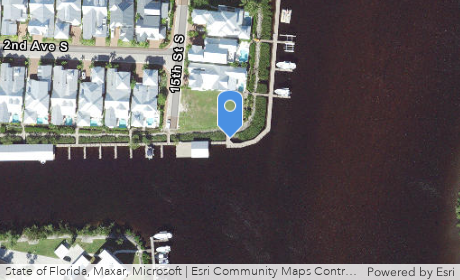 2nd Ave S
15th St S
State of Florida, Maxar, Microsoft | Esri Community Maps Contr...
Powered by Esri